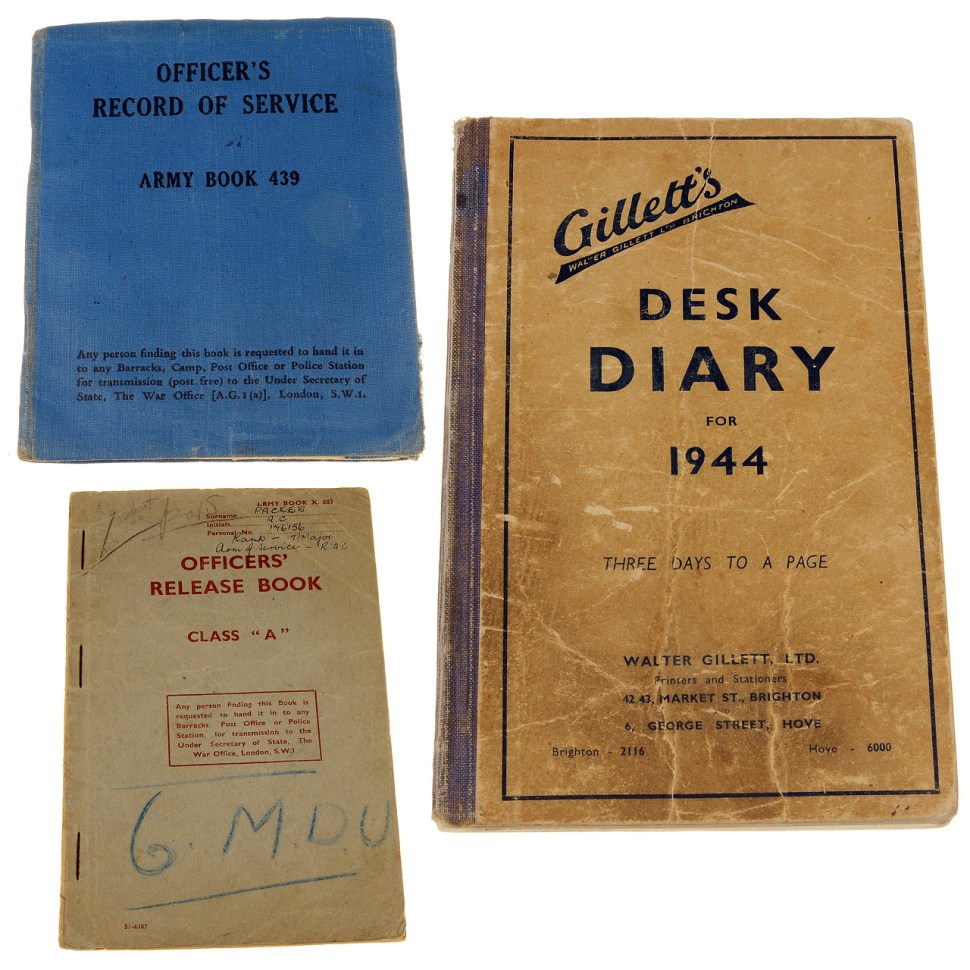 OFFICER'S
RECORD OF SERVICE
ARMY BOOK 439
Any person finding this book is requested to hand it in
to any Barracks, Camp, Post Office or Police Station
for transmission (post free) to the Under Secretary of
State, The War Office [A.G.1(a)], London, S.W.1.
Gillett's
WALTER GILLETT LTD BRIGHTON
DESK
DIARY
FOR
1944
THREE DAYS TO A PAGE
WALTER GILLETT, LTD.
Printers and Stationers
42 43, MARKET ST., BRIGHTON
6, GEORGE STREET, HOVE
Brighton - 2116 Hove - 6000
ARMY BOOK X. 803
Surname
Initials
Personal No. 176156
Rank - T/Major
Arm of Service - R.A.C
OFFICERS'
RELEASE BOOK
CLASS "A"
Any person finding this Book is
requested to hand it in to any
Barracks, Post Office or Police
Station, for transmission to the
Under Secretary of State, The
War Office, London, S.W.1
6. M.D.U
51-6387